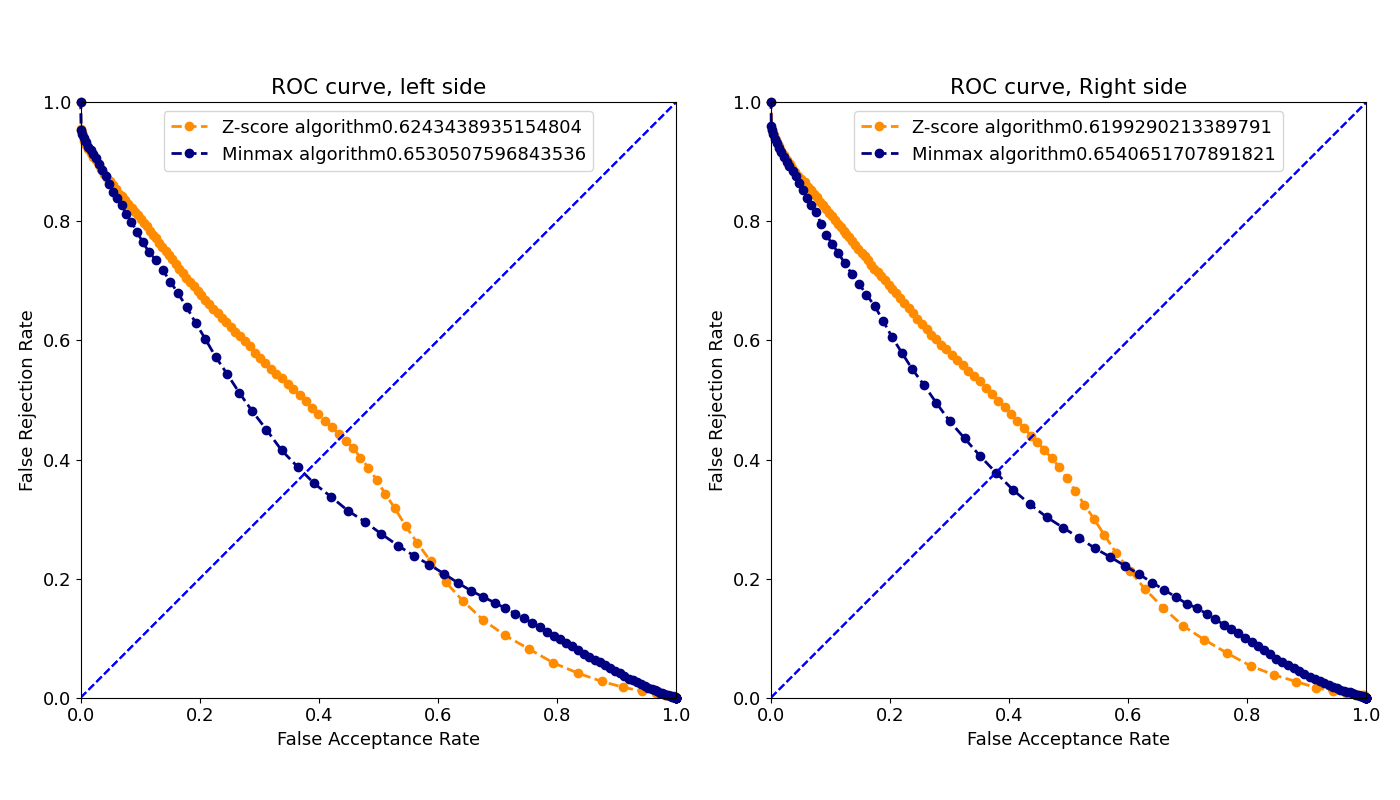 ROC curve, left side
Z-score algorithm0.6243438935154804
Minmax algorithm0.6530507596843536
1.0
0.8
0.6
0.4
0.2
0.0
False Rejection Rate
0.0 0.2 0.4 0.6 0.8 1.0
False Acceptance Rate
ROC curve, Right side
Z-score algorithm0.6199290213389791
Minmax algorithm0.6540651707891821
1.0
0.8
0.6
0.4
0.2
0.0
False Rejection Rate
0.0 0.2 0.4 0.6 0.8 1.0
False Acceptance Rate